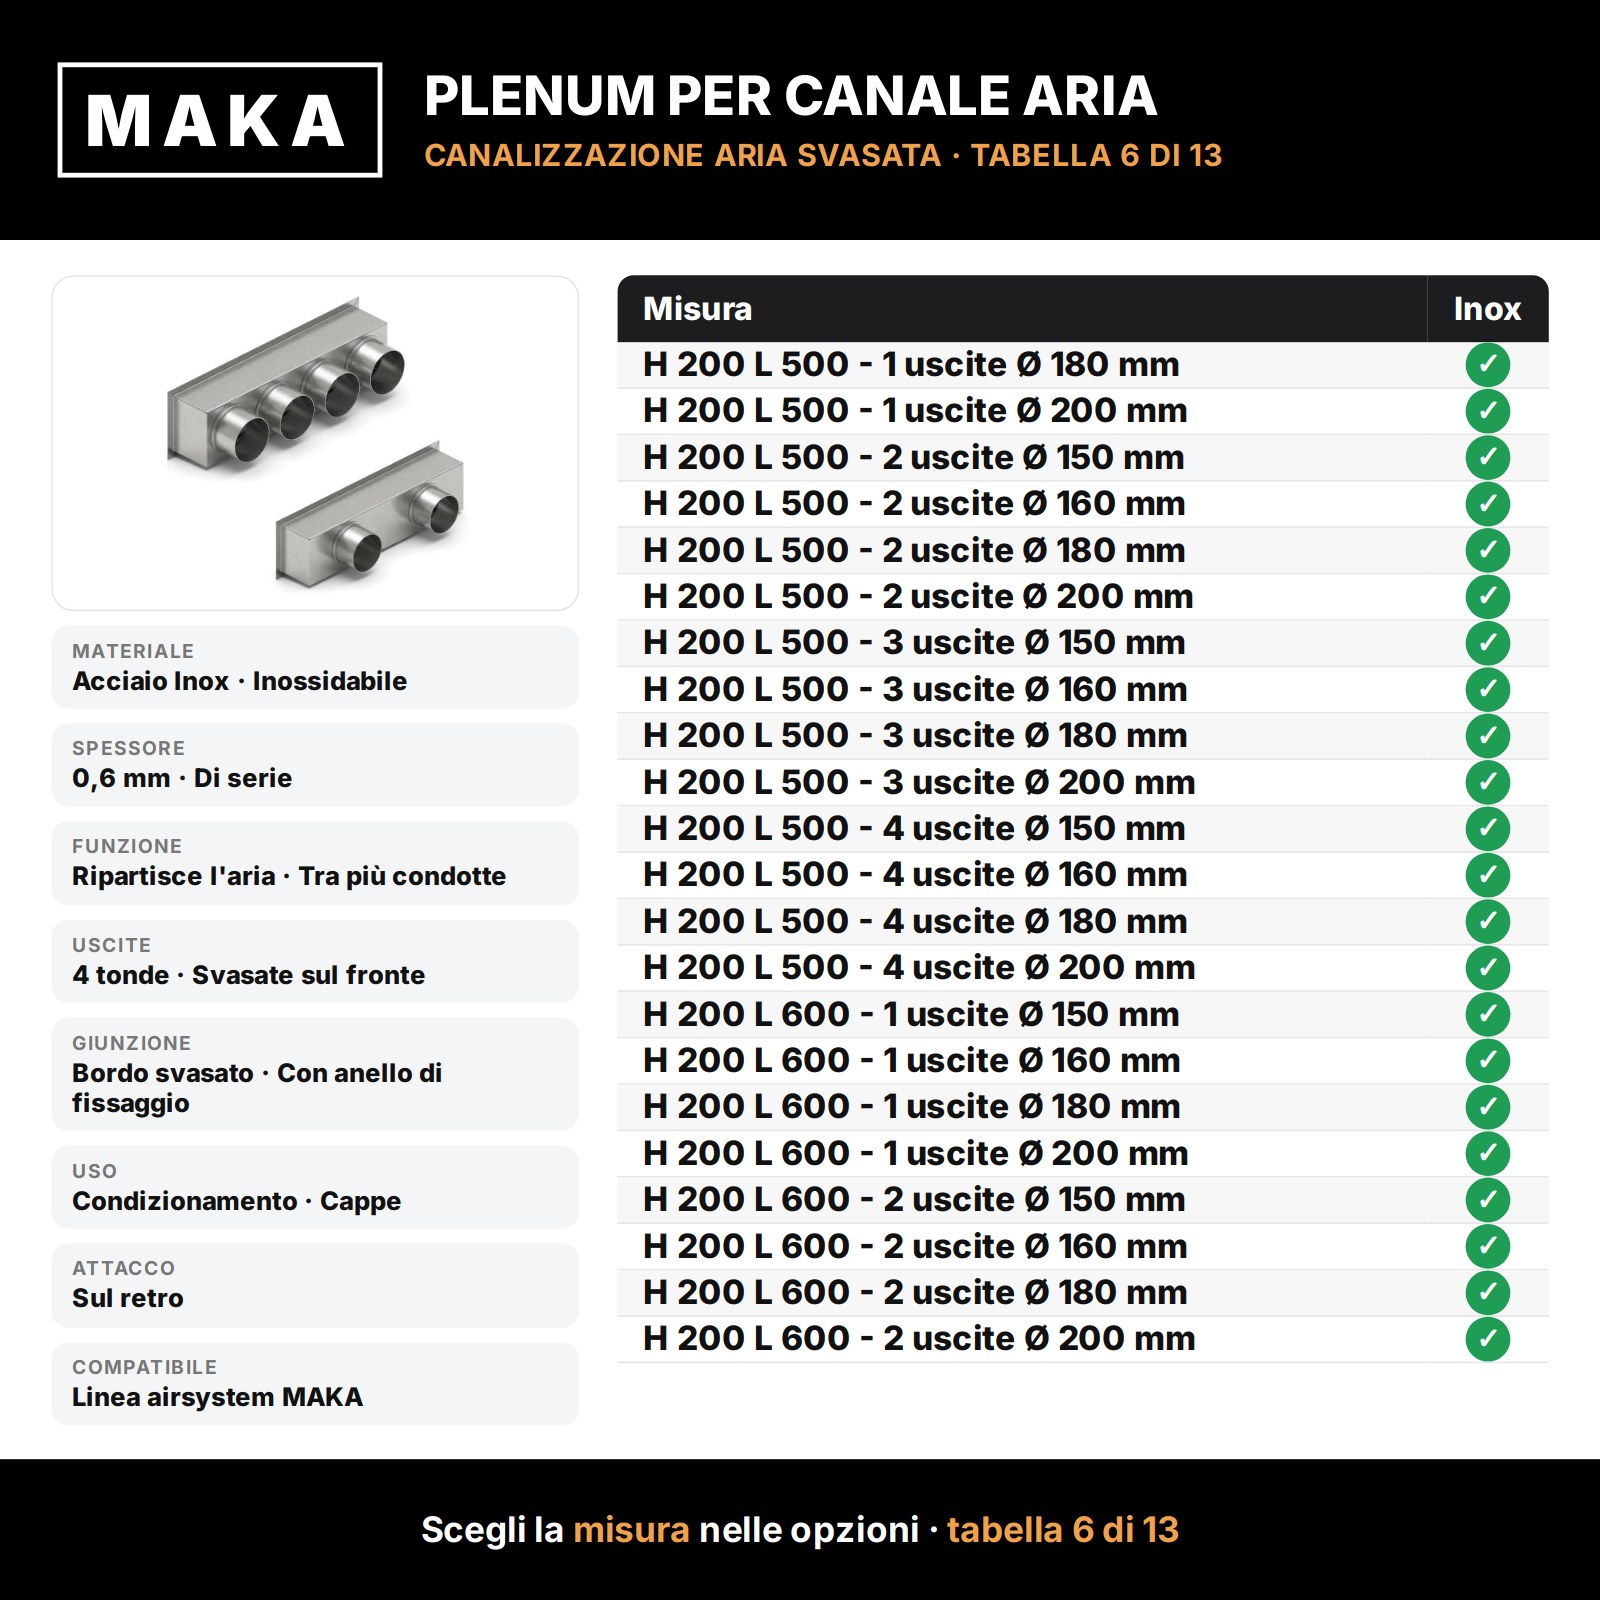 MAKA
PLENUM PER CANALE ARIA
CANALIZZAZIONE ARIA SVASATA · TABELLA 6 DI 13
MATERIALE
Acciaio Inox · Inossidabile
SPESSORE
0,6 mm · Di serie
FUNZIONE
Ripartisce l'aria · Tra più condotte
USCITE
4 tonde · Svasate sul fronte
GIUNZIONE
Bordo svasato · Con anello di
fissaggio
USO
Condizionamento · Cappe
ATTACCO
Sul retro
COMPATIBILE
Linea airsystem MAKA
Misura Inox
H 200 L 500 - 1 uscite Ø 180 mm ✓
H 200 L 500 - 1 uscite Ø 200 mm ✓
H 200 L 500 - 2 uscite Ø 150 mm ✓
H 200 L 500 - 2 uscite Ø 160 mm ✓
H 200 L 500 - 2 uscite Ø 180 mm ✓
H 200 L 500 - 2 uscite Ø 200 mm ✓
H 200 L 500 - 3 uscite Ø 150 mm ✓
H 200 L 500 - 3 uscite Ø 160 mm ✓
H 200 L 500 - 3 uscite Ø 180 mm ✓
H 200 L 500 - 3 uscite Ø 200 mm ✓
H 200 L 500 - 4 uscite Ø 150 mm ✓
H 200 L 500 - 4 uscite Ø 160 mm ✓
H 200 L 500 - 4 uscite Ø 180 mm ✓
H 200 L 500 - 4 uscite Ø 200 mm ✓
H 200 L 600 - 1 uscite Ø 150 mm ✓
H 200 L 600 - 1 uscite Ø 160 mm ✓
H 200 L 600 - 1 uscite Ø 180 mm ✓
H 200 L 600 - 1 uscite Ø 200 mm ✓
H 200 L 600 - 2 uscite Ø 150 mm ✓
H 200 L 600 - 2 uscite Ø 160 mm ✓
H 200 L 600 - 2 uscite Ø 180 mm ✓
H 200 L 600 - 2 uscite Ø 200 mm ✓
Scegli la misura nelle opzioni · tabella 6 di 13